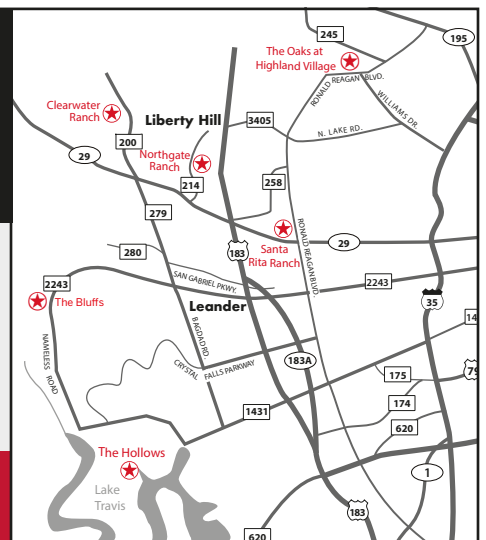 245
195
The Oaks at
Highland Village
RONALD REAGAN BLVD.
WILLIAMS DR.
Clearwater
Ranch
Liberty Hill
3405
N. LAKE RD.
200
29
Northgate
Ranch
214
258
279
RONALD REAGAN BLVD.
Santa
Rita Ranch
29
280
183
SAN GABRIEL PKWY.
2243
2243
The Bluffs
Leander
35
14
NAMELESS ROAD
BAGDAD RD.
CRYSTAL FALLS PARKWAY
183A
175
79
174
1431
620
The Hollows
1
Lake
Travis
183
620